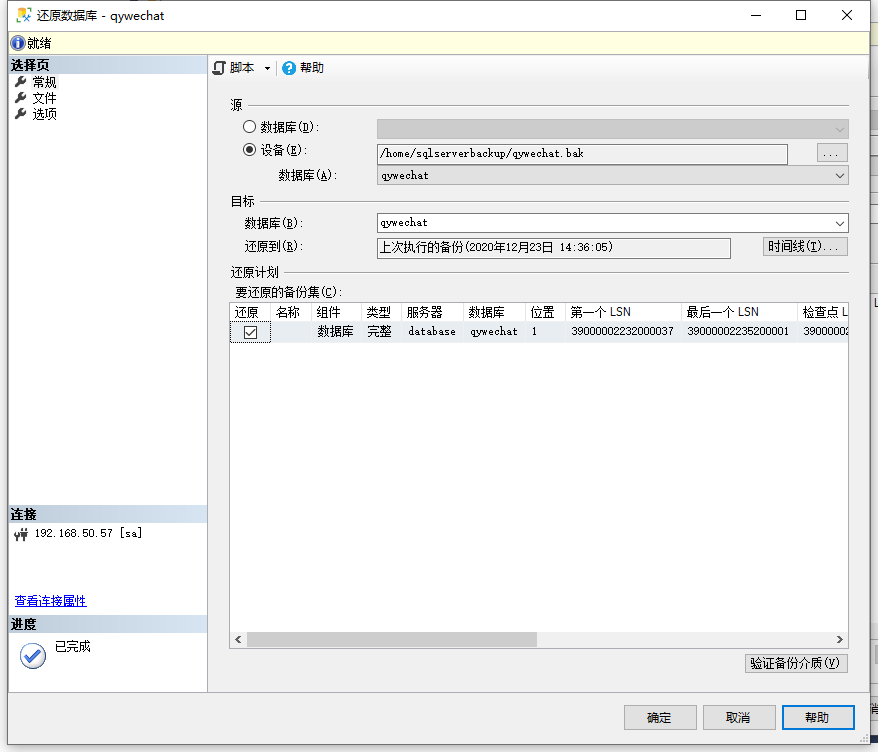 还原数据库 - qywechat
就绪
选择页
常规
文件
选项
脚本 帮助
源
数据库(D):
设备(E): /home/sqlserverbackup/qywechat.bak ...
数据库(A): qywechat
目标
数据库(B): qywechat
还原到(R): 上次执行的备份(2020年12月23日 14:36:05) 时间线(T)...
还原计划
要还原的备份集(C):
还原 名称 组件 类型 服务器 数据库 位置 第一个 LSN 最后一个 LSN 检查点 L
数据库 完整 database qywechat 1 39000002232000037 39000002235200001 3900000
连接
192.168.50.57 [sa]
查看连接属性
进度
已完成
验证备份介质(V)
确定 取消 帮助